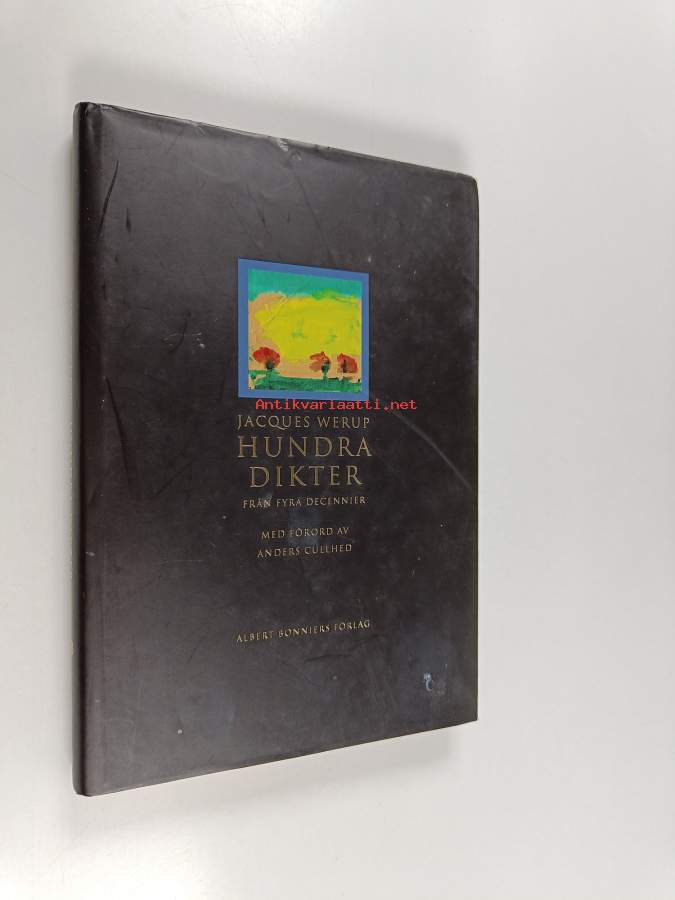 Antikvariaatti.net
JACQUES WERUP
HUNDRA
DIKTER
FRÅN FYRA DECENNIER
MED FÖRORD AV
ANDERS CULLHED
ALBERT BONNIERS FÖRLAG